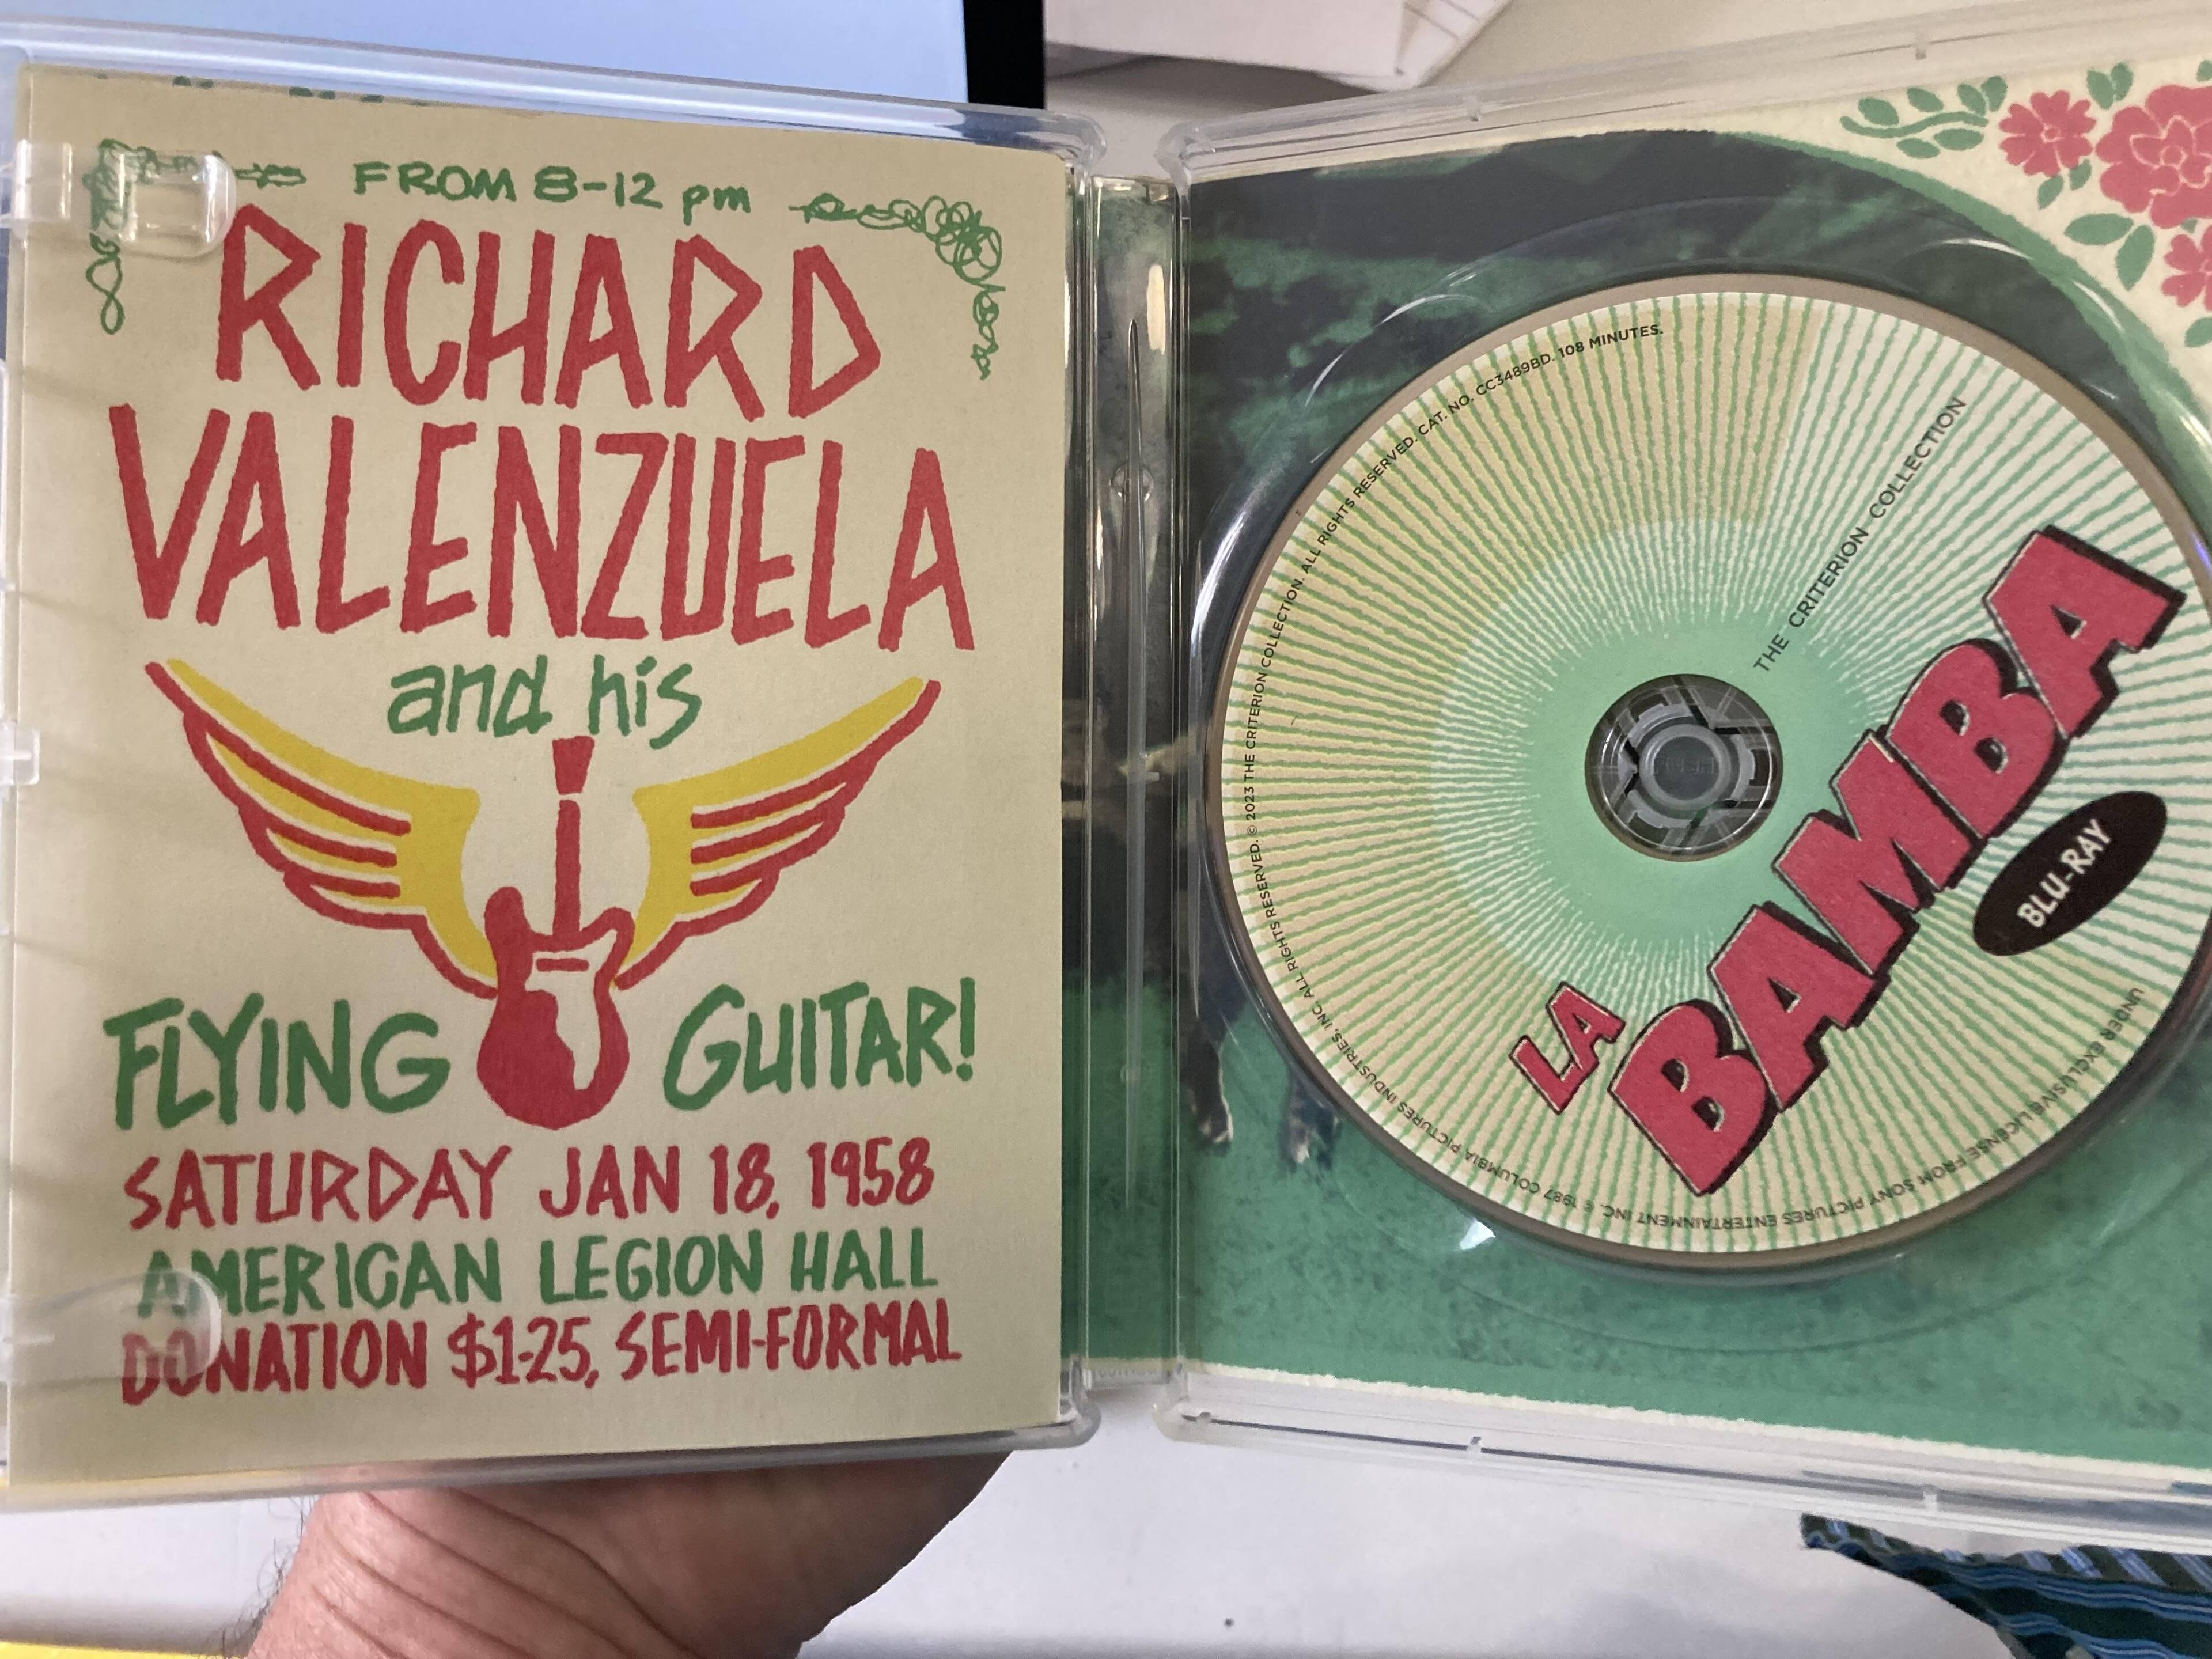 FROM 8-12 pm
RICHARD
VALENZUELA
and his
FLYING GUITAR!
SATURDAY JAN 18, 1958
AMERICAN LEGION HALL
DONATION $1-25, SEMI-FORMAL
THE CRITERION COLLECTION
LA
BAMBA
BLU-RAY
UNDER EXCLUSIVE LICENSE FROM SONY PICTURES ENTERTAINMENT INC. © 1987 COLUMBIA PICTURES INDUSTRIES, INC. ALL RIGHTS RESERVED. © 2023 THE CRITERION COLLECTION. ALL RIGHTS RESERVED. CAT. NO. CC3489BD. 108 MINUTES.